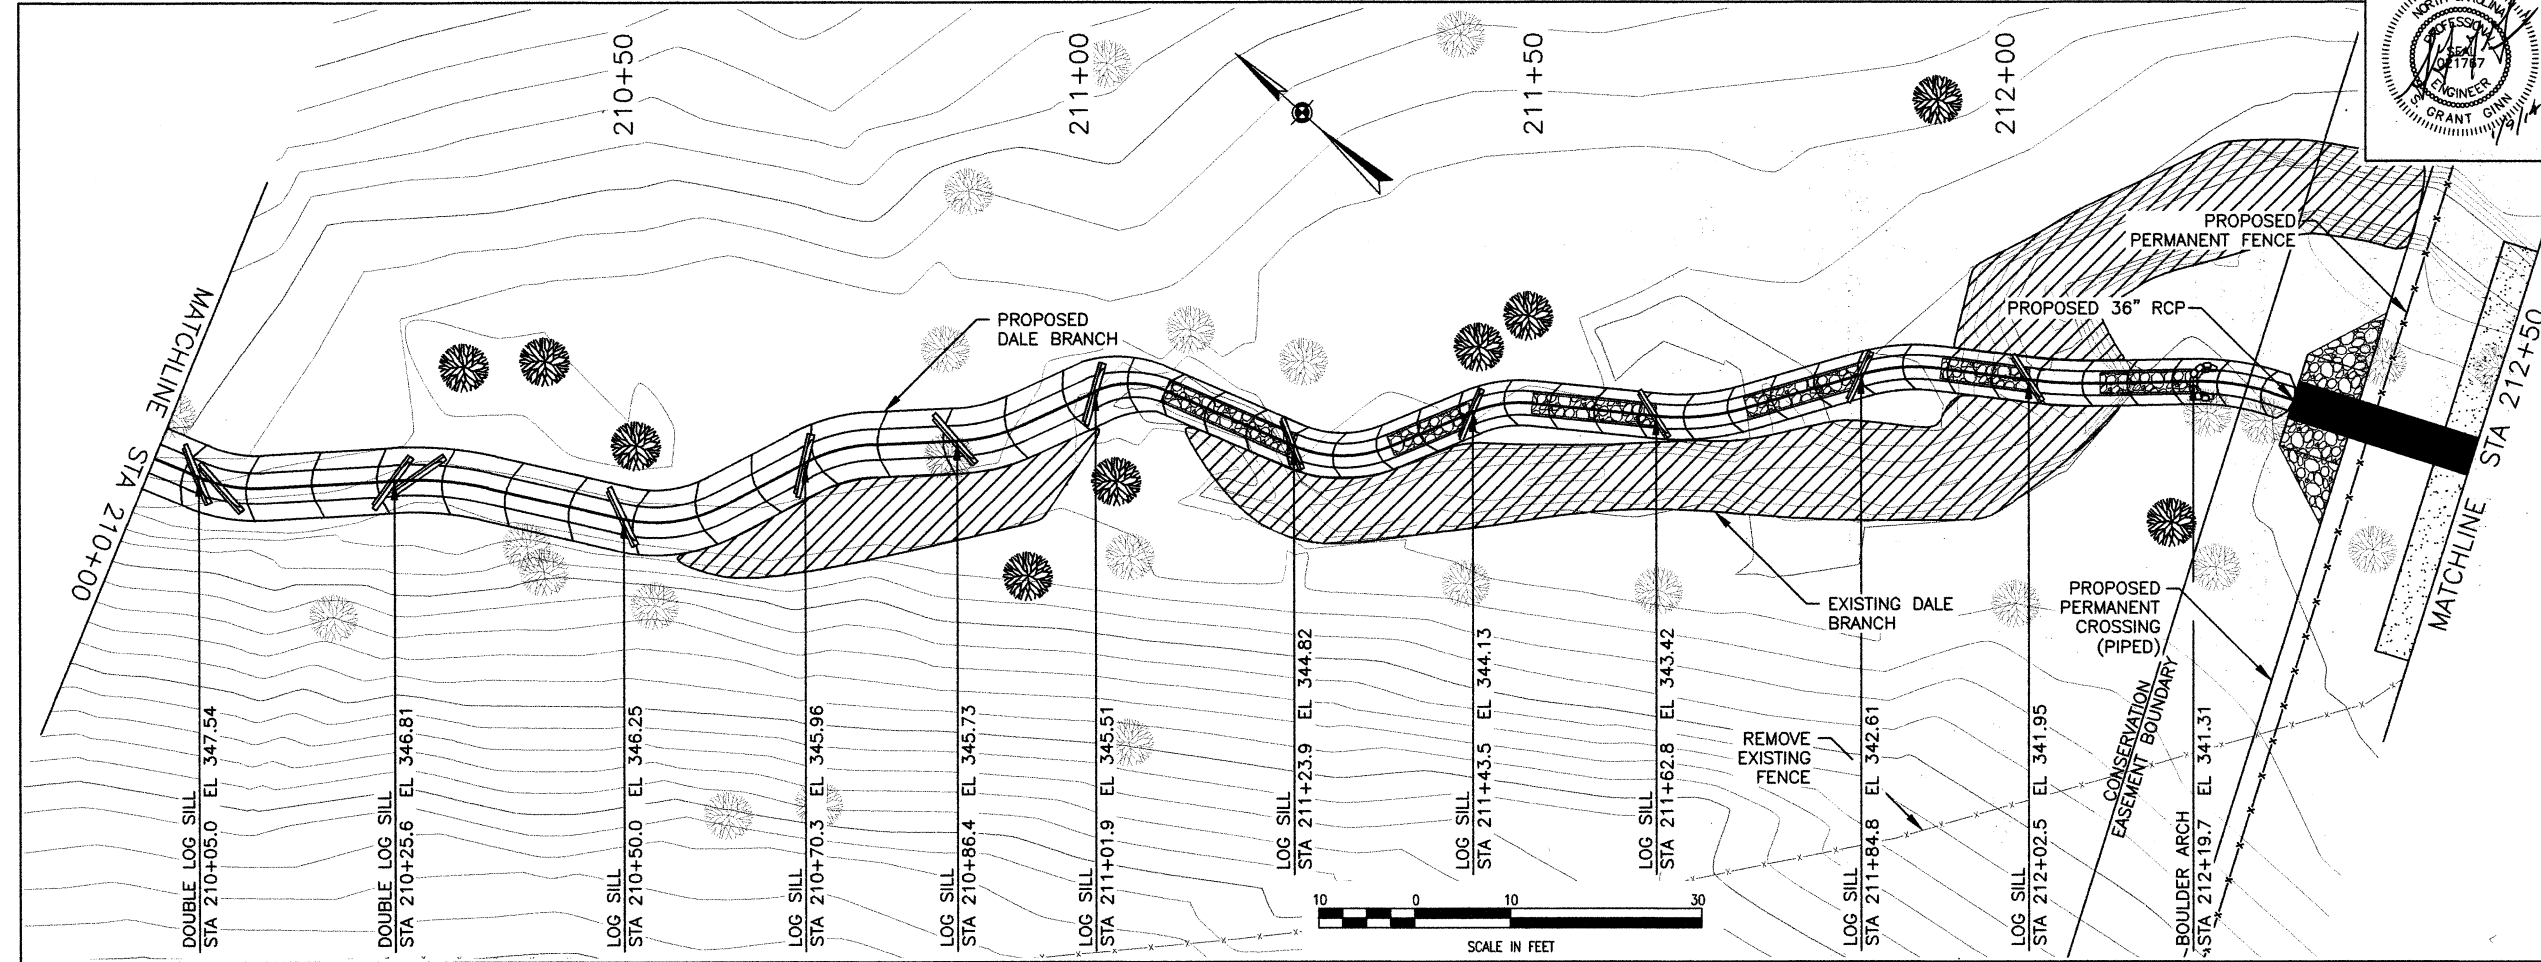 210+50
211+00
211+50
212+00
NORTH CAROLINA
PROFESSIONAL
SEAL
021767
ENGINEER
S. GRANT GINN
PROPOSED
PERMANENT FENCE
PROPOSED 36" RCP
PROPOSED
DALE BRANCH
MATCHLINE STA 210+00
MATCHLINE STA 212+50
EXISTING DALE
BRANCH
PROPOSED
PERMANENT
CROSSING
(PIPED)
REMOVE
EXISTING
FENCE
CONSERVATION
EASEMENT BOUNDARY
DOUBLE LOG SILL
STA 210+05.0 EL 347.54
DOUBLE LOG SILL
STA 210+25.6 EL 346.81
LOG SILL
STA 210+50.0 EL 346.25
LOG SILL
STA 210+70.3 EL 345.96
LOG SILL
STA 210+86.4 EL 345.73
LOG SILL
STA 211+01.9 EL 345.51
LOG SILL
STA 211+23.9 EL 344.82
LOG SILL
STA 211+43.5 EL 344.13
LOG SILL
STA 211+62.8 EL 343.42
LOG SILL
STA 211+84.8 EL 342.61
LOG SILL
STA 212+02.5 EL 341.95
BOULDER ARCH
STA 212+19.7 EL 341.31
10 0 10 30
SCALE IN FEET